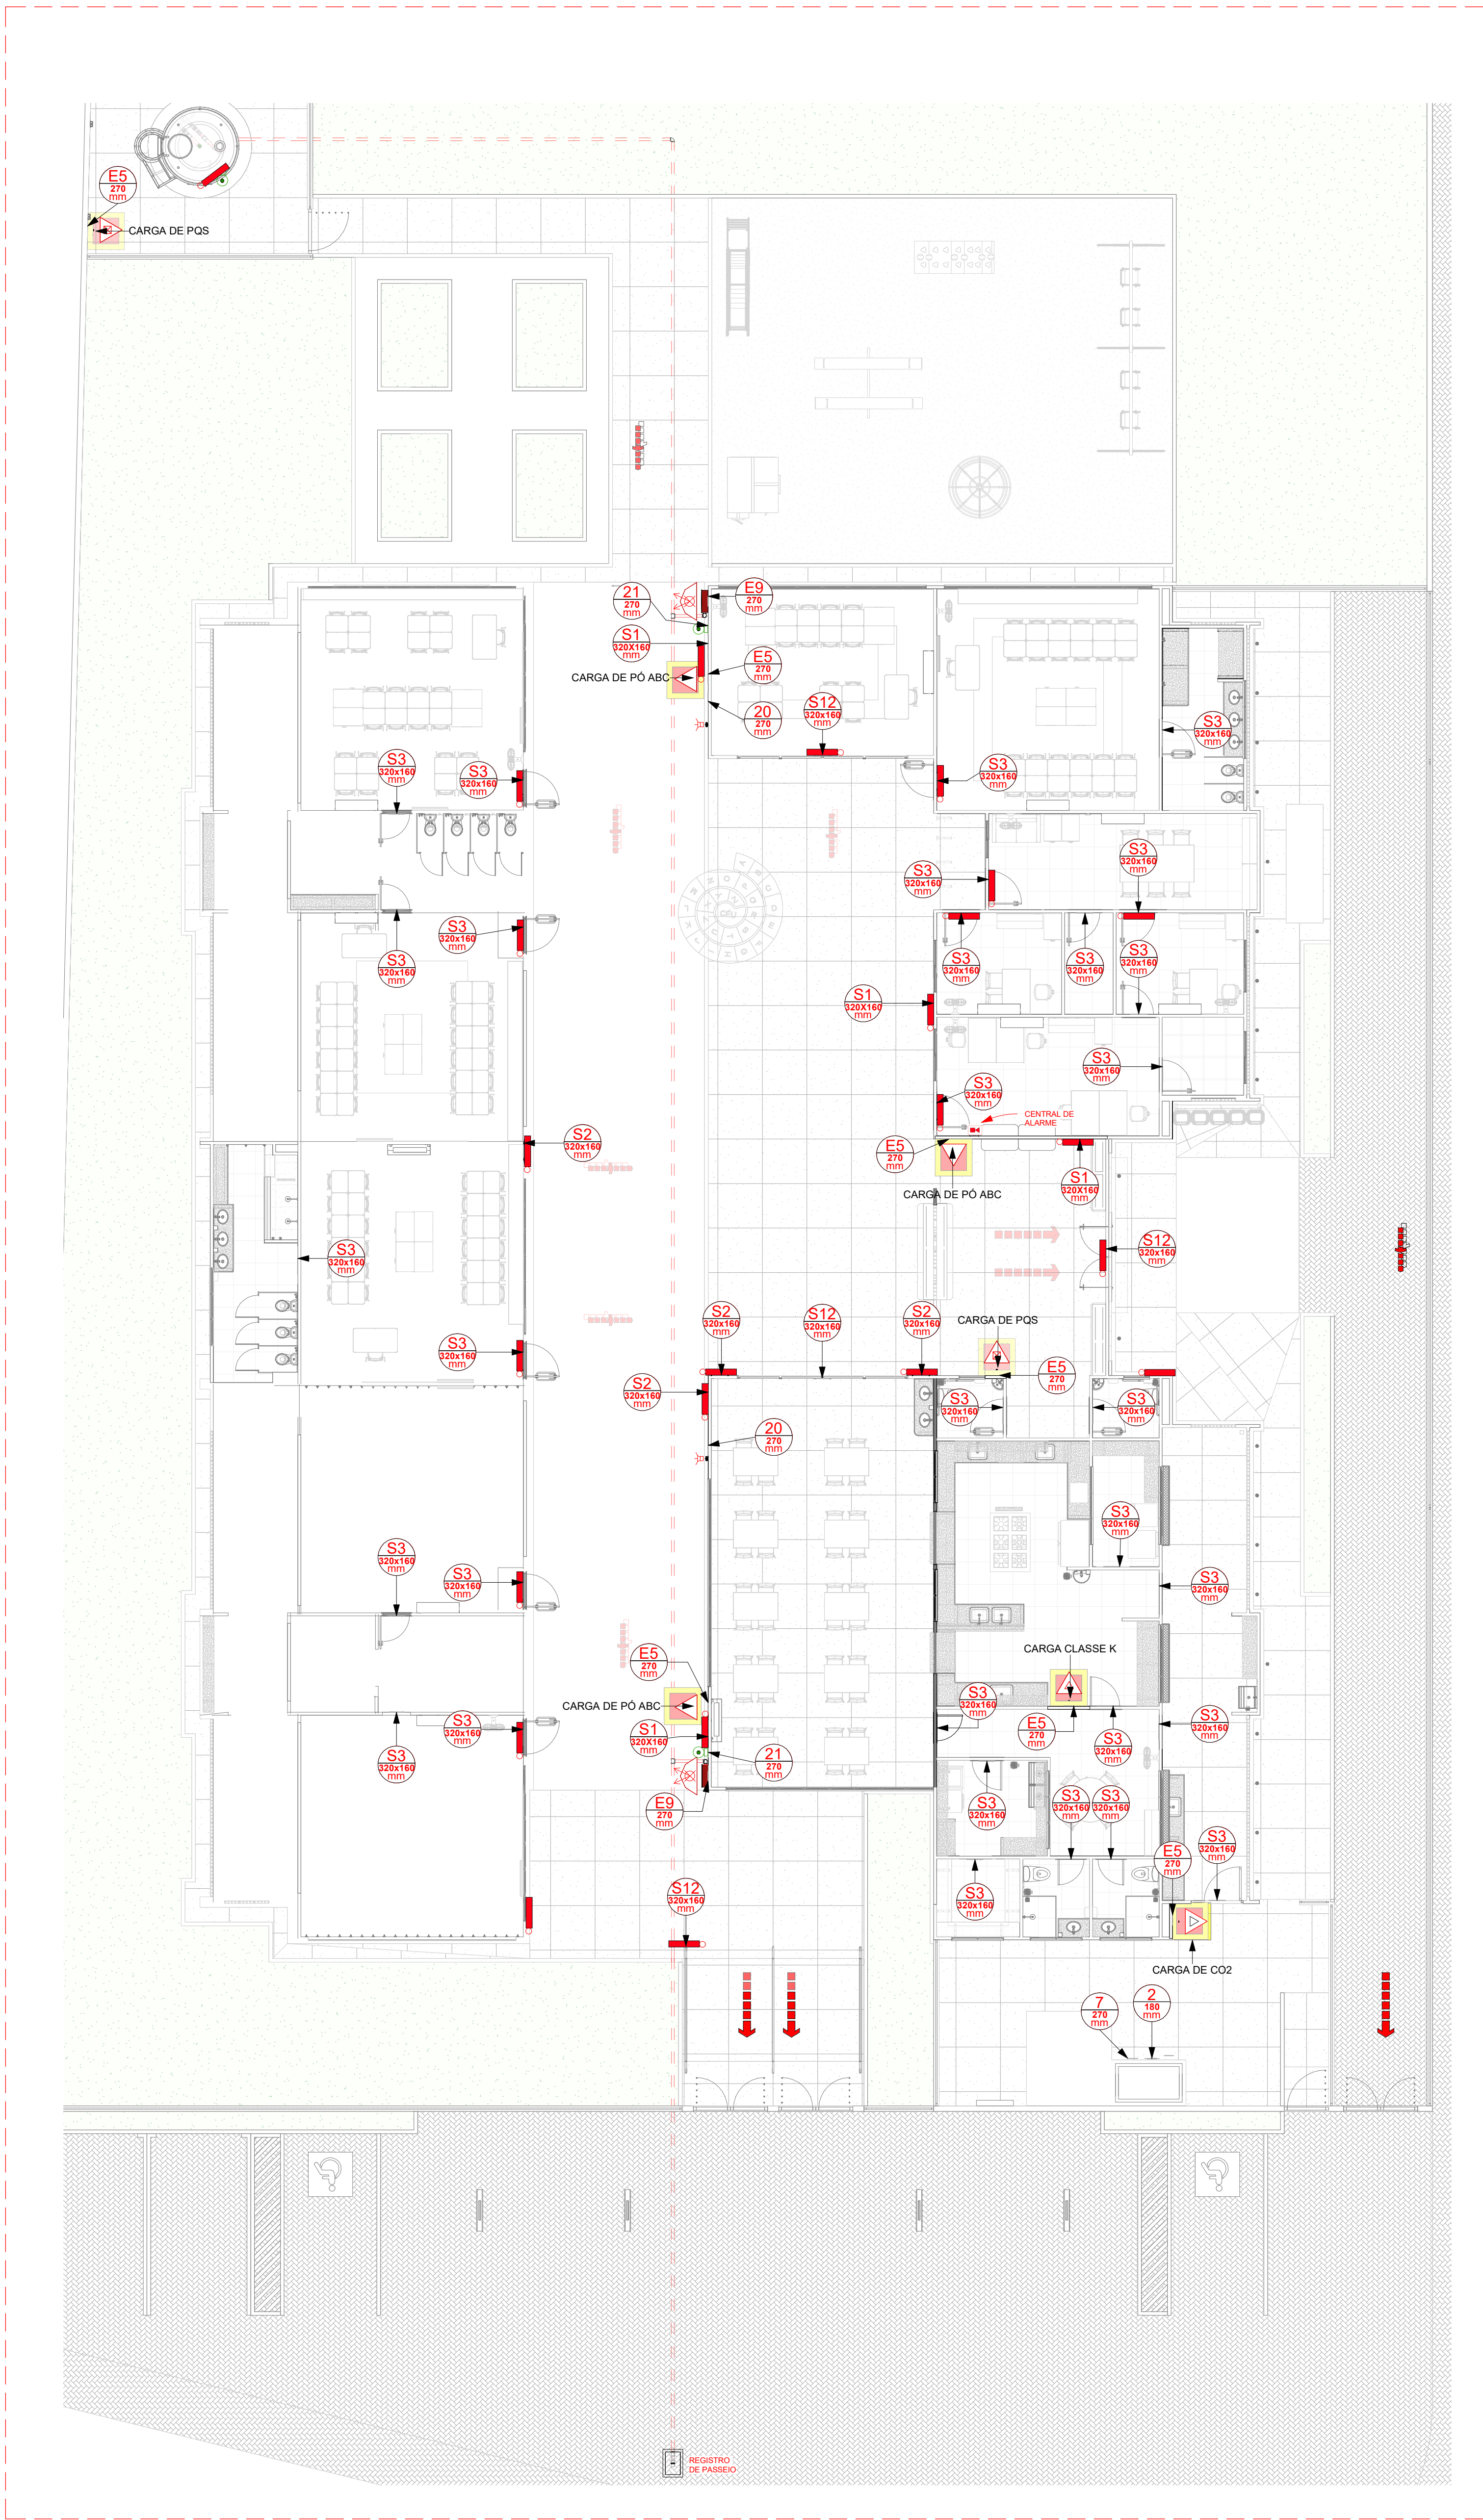 E5
270
mm
CARGA DE PQS
21
270
mm
E9
270
mm
S1
320X160
mm
E5
270
mm
CARGA DE PÓ ABC
20
270
mm
S12
320x160
mm
S3
320x160
mm
S3
320x160
mm
S3
320x160
mm
S3
320x160
mm
S3
320x160
mm
S3
320x160
mm
S3
320x160
mm
S3
320x160
mm
S3
320x160
mm
S3
320x160
mm
S3
320x160
mm
S3
320x160
mm
S1
320X160
mm
S3
320x160
mm
S3
320x160
mm
CENTRAL DE
ALARME
S2
320x160
mm
E5
270
mm
CARGA DE PÓ ABC
S1
320X160
mm
S3
320x160
mm
S12
320x160
mm
S2
320x160
mm
S12
320x160
mm
S2
320x160
mm
CARGA DE PQS
S3
320x160
mm
E5
270
mm
S2
320x160
mm
S3
320x160
mm
S3
320x160
mm
20
270
mm
S3
320x160
mm
S3
320x160
mm
S3
320x160
mm
S3
320x160
mm
E5
270
mm
CARGA CLASSE K
CARGA DE PÓ ABC
S3
320x160
mm
S3
320x160
mm
S1
320X160
mm
E5
270
mm
S3
320x160
mm
S3
320x160
mm
S3
320x160
mm
21
270
mm
E9
270
mm
S3
320x160
mm
S3
320x160
mm
S3
320x160
mm
S3
320x160
mm
E5
270
mm
S12
320x160
mm
S3
320x160
mm
CARGA DE CO2
7
270
mm
2
180
mm
REGISTRO
DE PASSEIO